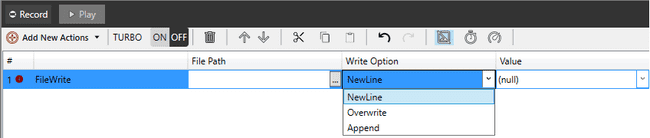 Record Play
Add New Actions TURBO ON OFF
# File Path Write Option Value
1 FileWrite ... NewLine (null)
NewLine
Overwrite
Append